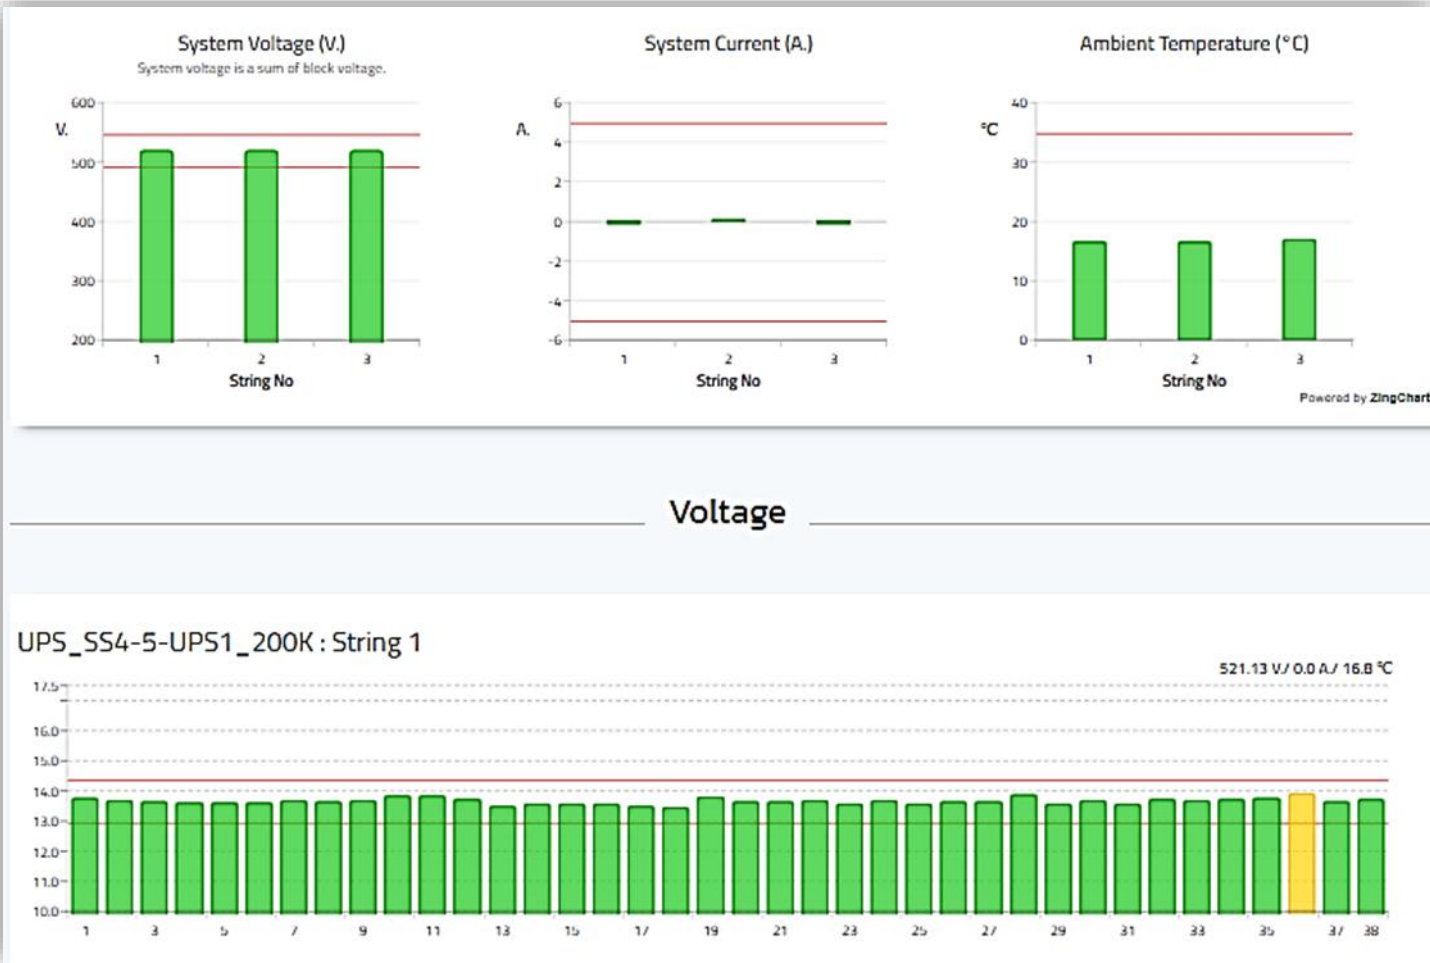 System Voltage (V.)
System voltage is a sum of block voltage.
600
V.
500
400
300
200
1 2 3
String No
System Current (A.)
6
A.
4
2
0
-2
-4
-6
1 2 3
String No
Ambient Temperature (°C)
40
°C
30
20
10
0
1 2 3
String No
Powered by ZingChart
Voltage
UPS_SS4-5-UPS1_200K : String 1
521.13 V./ 0.0 A./ 16.8 °C
17.5
16.0
15.0
14.0
13.0
12.0
11.0
10.0
1 3 5 7 9 11 13 15 17 19 21 23 25 27 29 31 33 35 37 38